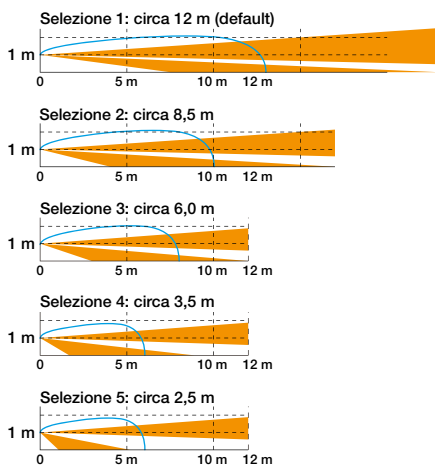 Selezione 1: circa 12 m (default)
1 m
0 5 m 10 m 12 m
Selezione 2: circa 8,5 m
1 m
0 5 m 10 m 12 m
Selezione 3: circa 6,0 m
1 m
0 5 m 10 m 12 m
Selezione 4: circa 3,5 m
1 m
0 5 m 10 m 12 m
Selezione 5: circa 2,5 m
1 m
0 5 m 10 m 12 m